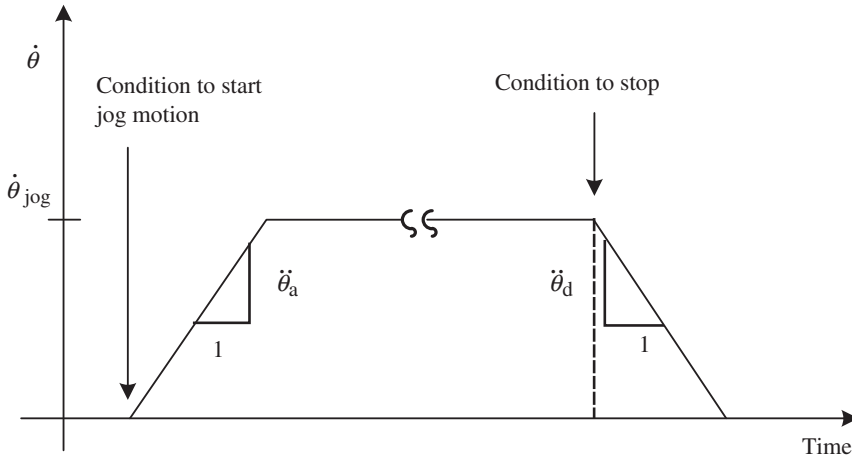 θ̇
Condition to start
jog motion
Condition to stop
θ̇ jog
θ̈a
θ̈d
1
1
Time